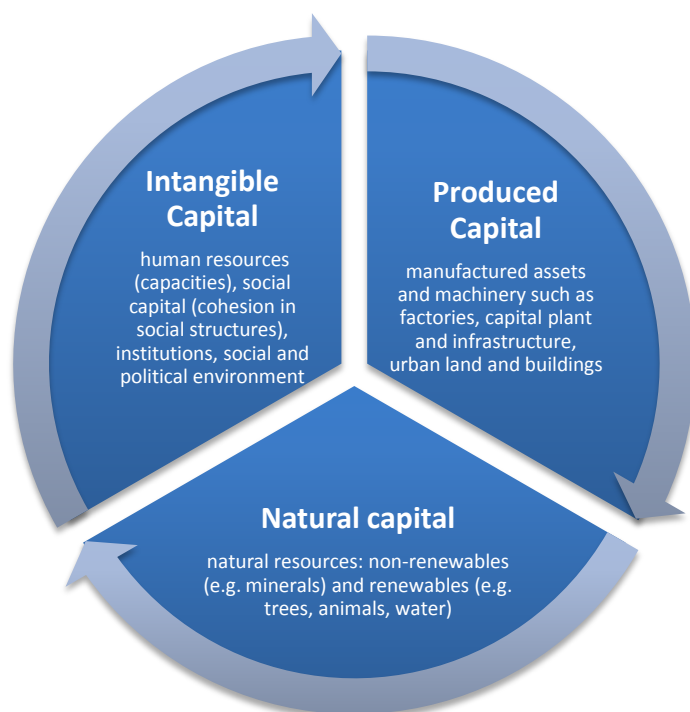 Intangible
Capital
human resources
(capacities), social
capital (cohesion in
social structures),
institutions, social and
political environment
Produced
Capital
manufactured assets
and machinery such as
factories, capital plant
and infrastructure,
urban land and buildings
Natural capital
natural resources: non-renewables
(e.g. minerals) and renewables (e.g.
trees, animals, water)